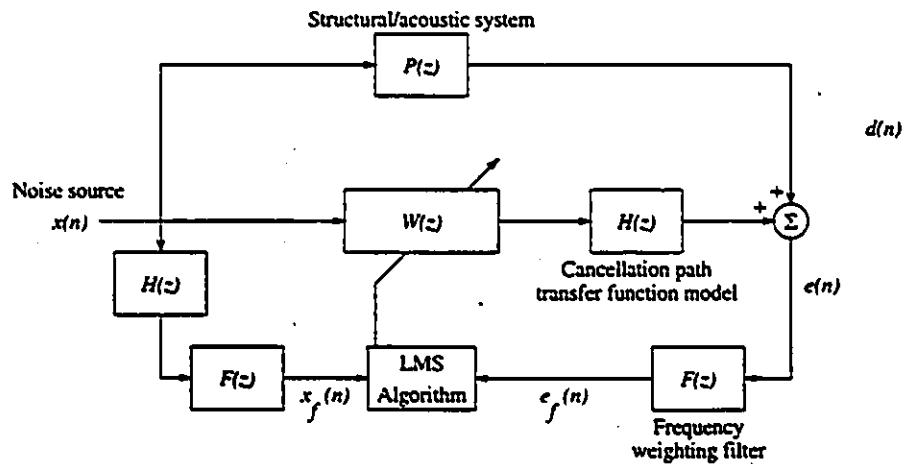 Structural/acoustic system
P(z)
d(n)
Noise source
x(n)
W(z)
H(z)
+
+
Σ
H(z)
Cancellation path
transfer function model
e(n)
F(z)
x_f(n)
LMS
Algorithm
e_f(n)
F(z)
Frequency
weighting filter